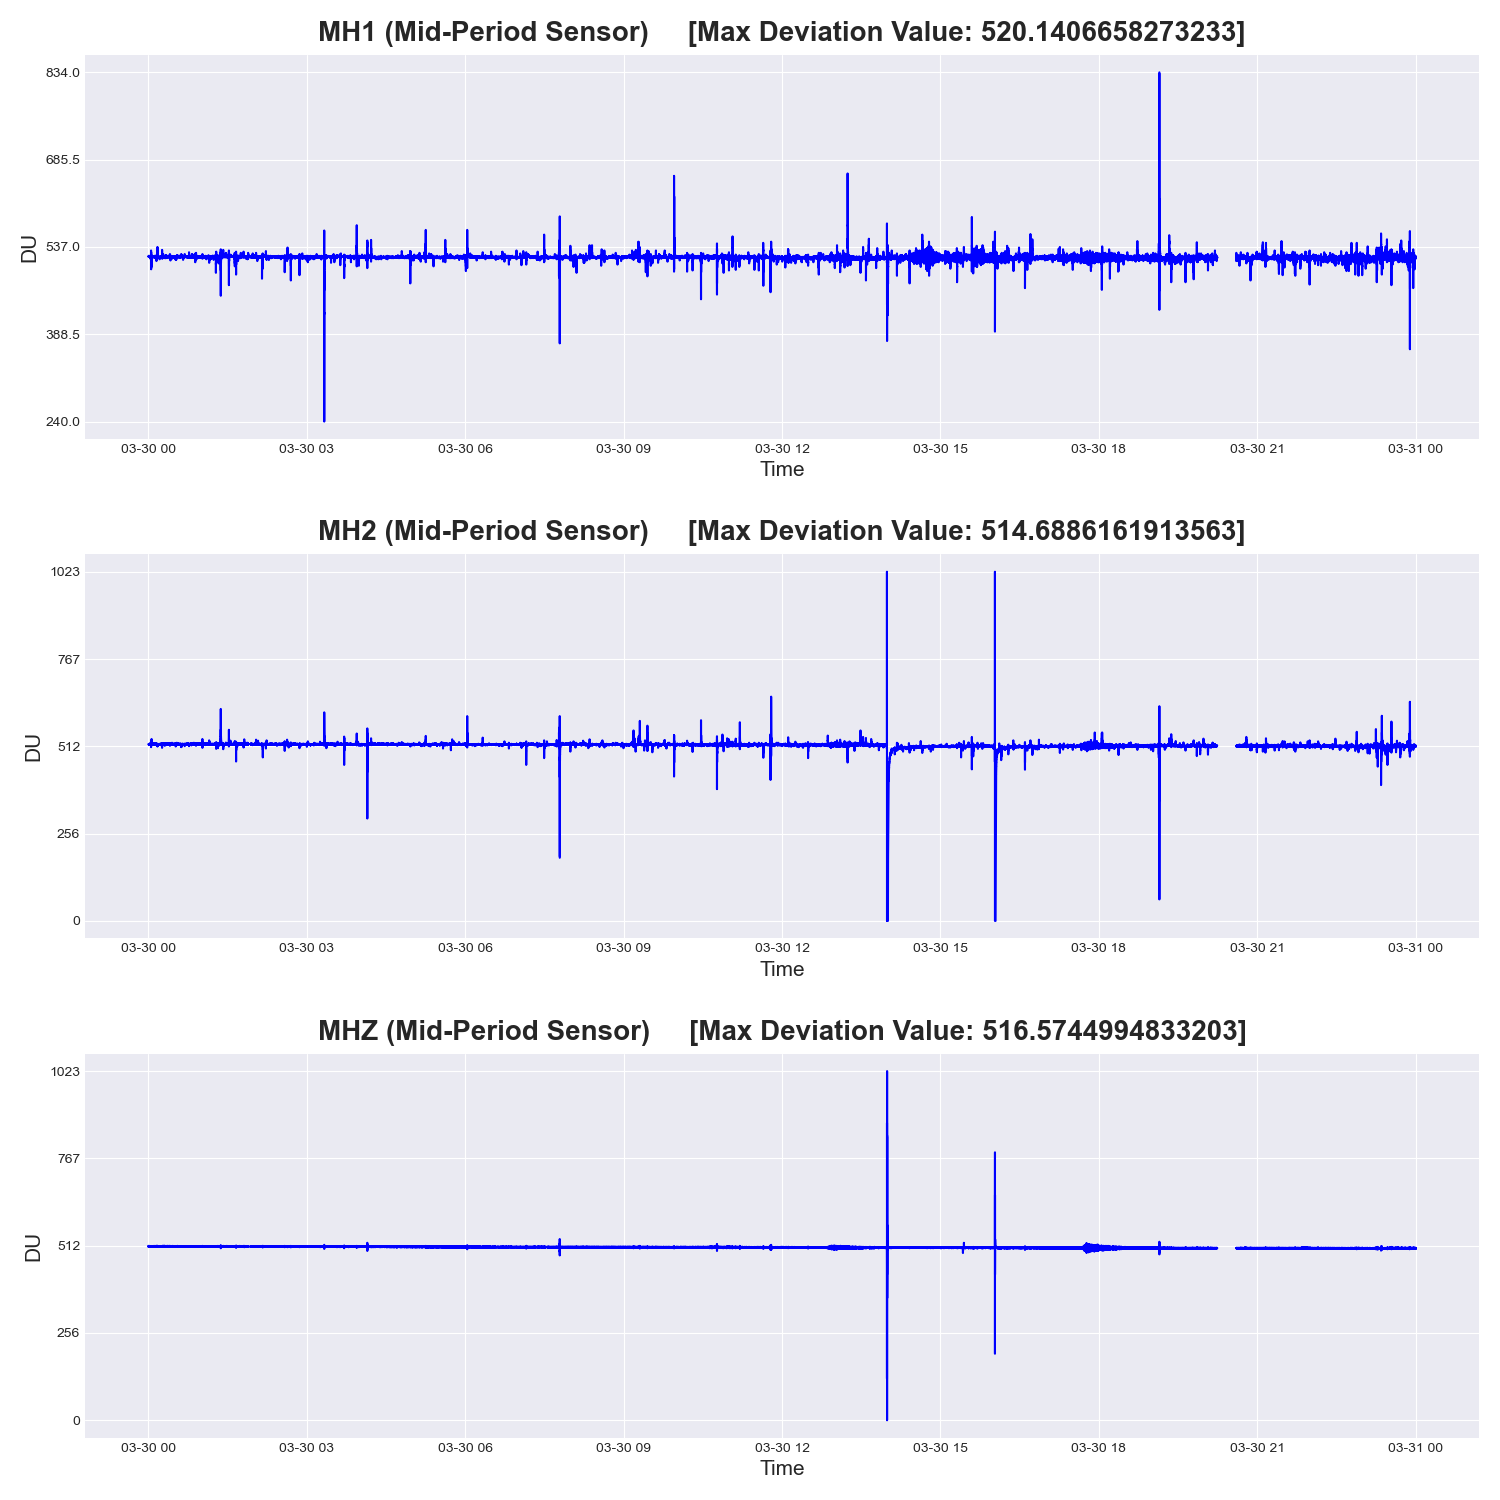 MH1 (Mid-Period Sensor) [Max Deviation Value: 520.1406658273233]
834.0
685.5
537.0
388.5
240.0
DU
03-30 00 03-30 03 03-30 06 03-30 09 03-30 12 03-30 15 03-30 18 03-30 21 03-31 00
Time
MH2 (Mid-Period Sensor) [Max Deviation Value: 514.6886161913563]
1023
767
512
256
0
DU
03-30 00 03-30 03 03-30 06 03-30 09 03-30 12 03-30 15 03-30 18 03-30 21 03-31 00
Time
MHZ (Mid-Period Sensor) [Max Deviation Value: 516.5744994833203]
1023
767
512
256
0
DU
03-30 00 03-30 03 03-30 06 03-30 09 03-30 12 03-30 15 03-30 18 03-30 21 03-31 00
Time